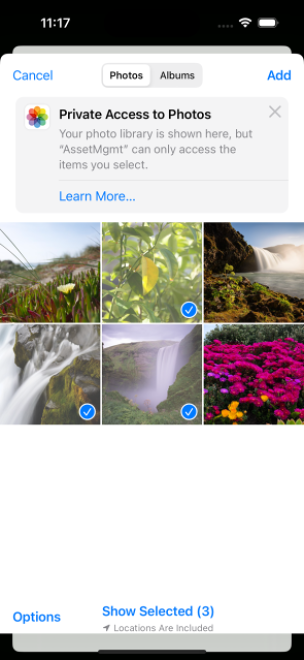 11:17
Cancel
Photos
Albums
Add
Private Access to Photos
Your photo library is shown here, but
“AssetMgmt” can only access the
items you select.
Learn More...
Options
Show Selected (3)
Locations Are Included